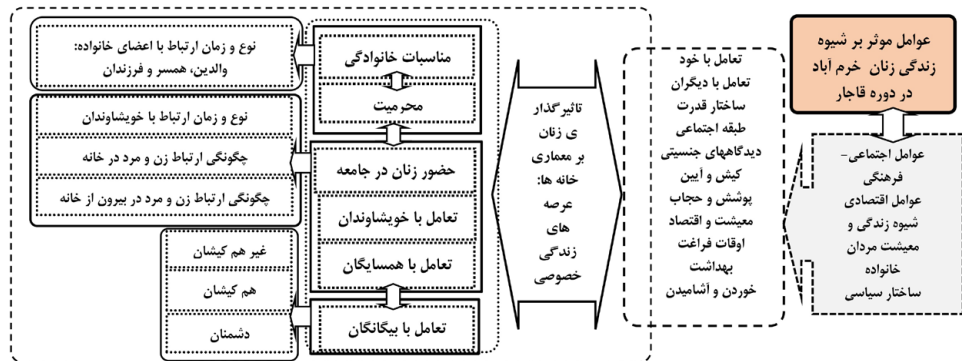 عوامل موثر بر شیوه
زندگی زنان خرم آباد
در دوره قاجار
عوامل اجتماعی-
فرهنگی
عوامل اقتصادی
شیوه زندگی و
معیشت مردان
خانواده
ساختار سیاسی
تعامل با خود
تعامل با دیگران
ساختار قدرت
طبقه اجتماعی
دیدگاههای جنسیتی
کیش و آیین
پوشش و حجاب
معیشت و اقتصاد
اوقات فراغت
بهداشت
خوردن و آشامیدن
تاثیرگذار
ی زنان
بر معماری
خانه ها:
عرصه
های
زندگی
خصوصی
مناسبات خانوادگی
محرمیت
حضور زنان در جامعه
تعامل با خویشاوندان
تعامل با همسایگان
تعامل با بیگانگان
نوع و زمان ارتباط با اعضای خانواده:
والدین، همسر و فرزندان
نوع و زمان ارتباط با خویشاوندان
چگونگی ارتباط زن و مرد در خانه
چگونگی ارتباط زن و مرد در بیرون از خانه
غیر هم کیشان
هم کیشان
دشمنان